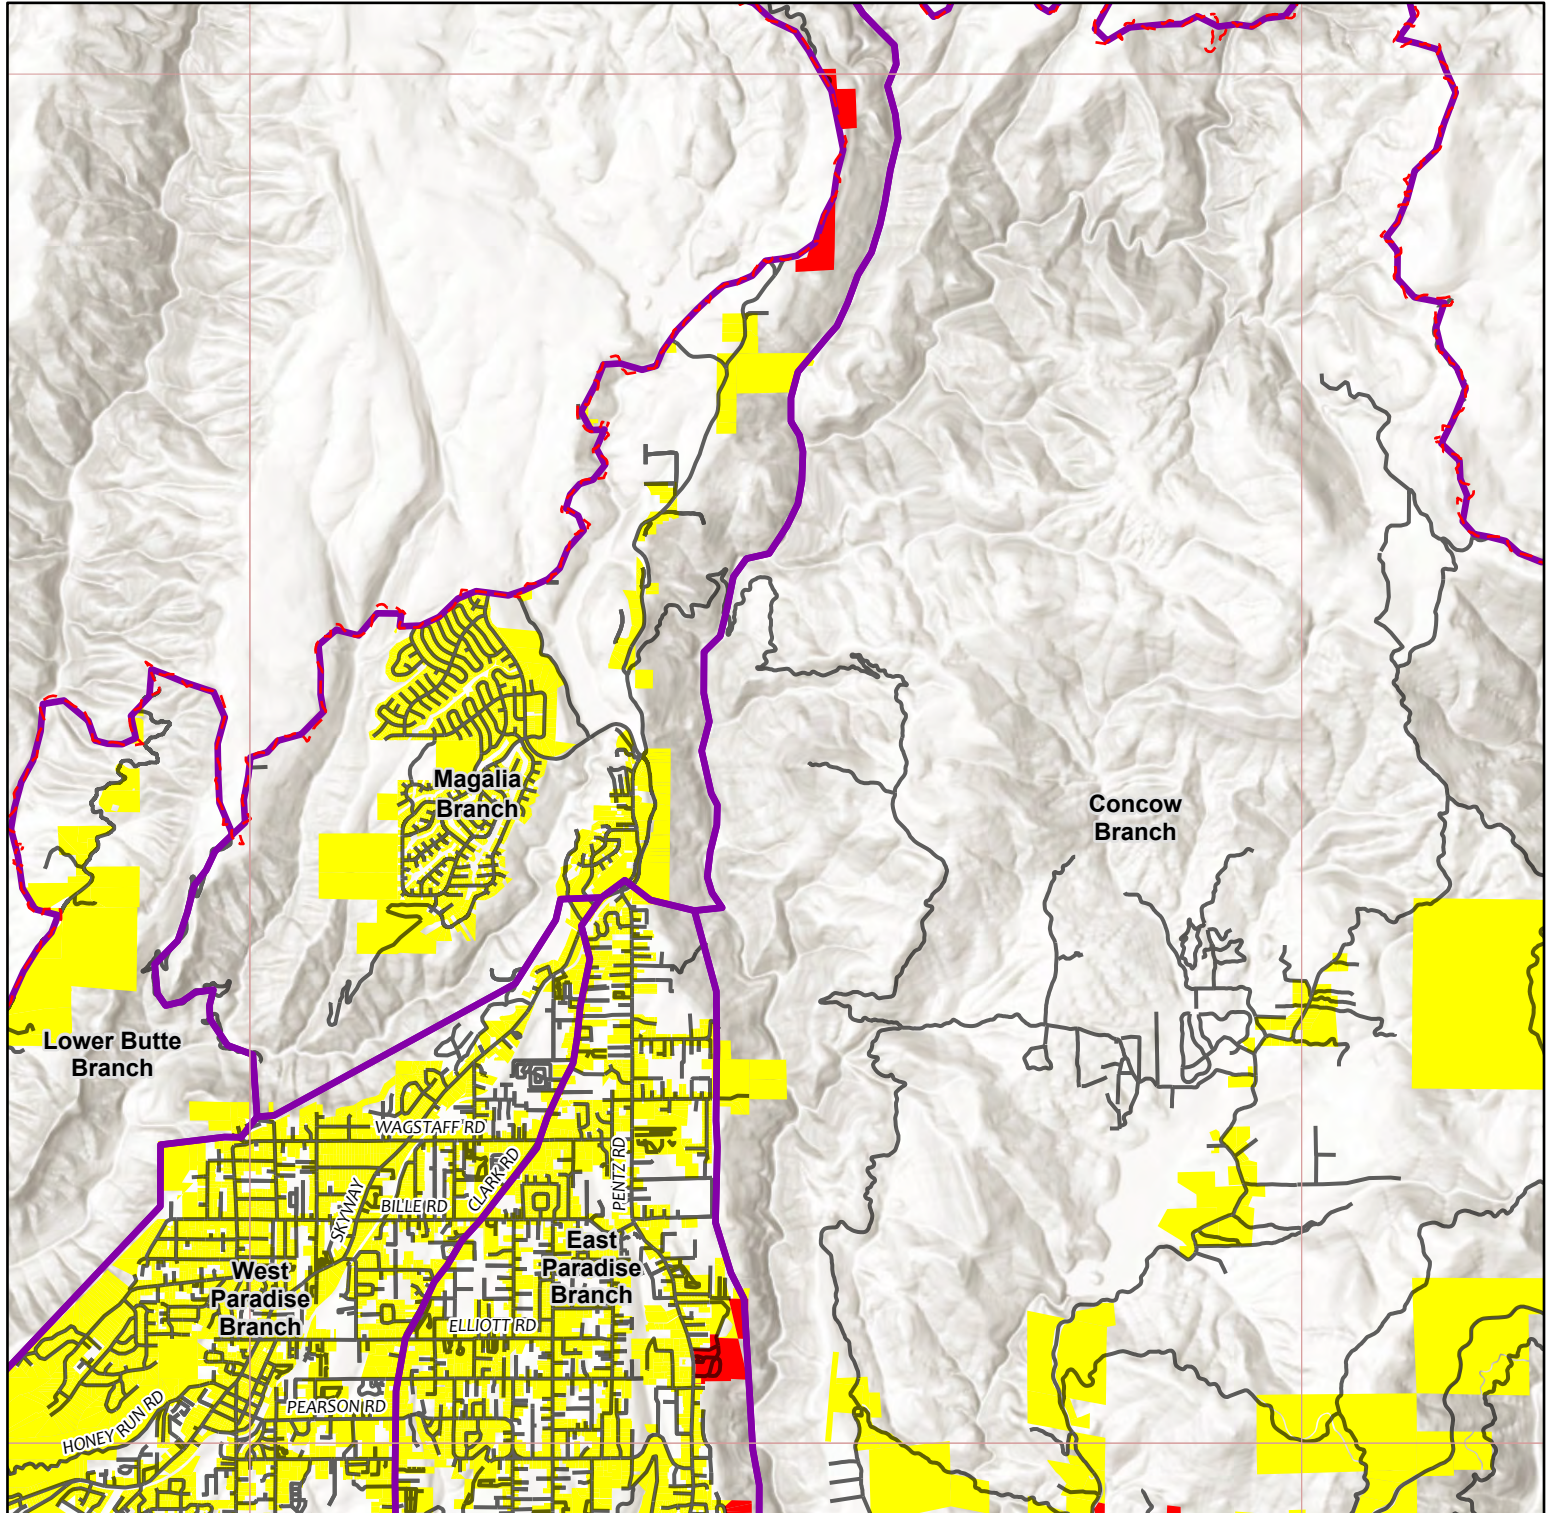 Magalia
Branch
Concow
Branch
Lower Butte
Branch
WAGSTAFF RD
CLARK RD
PENTZ RD
SKYWAY
BILLE RD
East
Paradise
Branch
West
Paradise
Branch
ELLIOTT RD
PEARSON RD
HONEY RUN RD